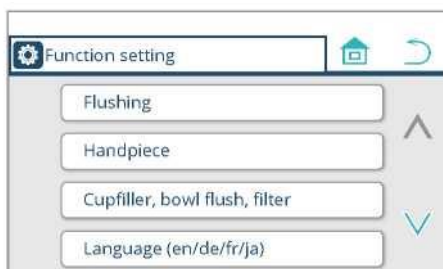 Function setting
Flushing
Handpiece
Cupfiller, bowl flush, filter
Language (en/de/fr/ja)